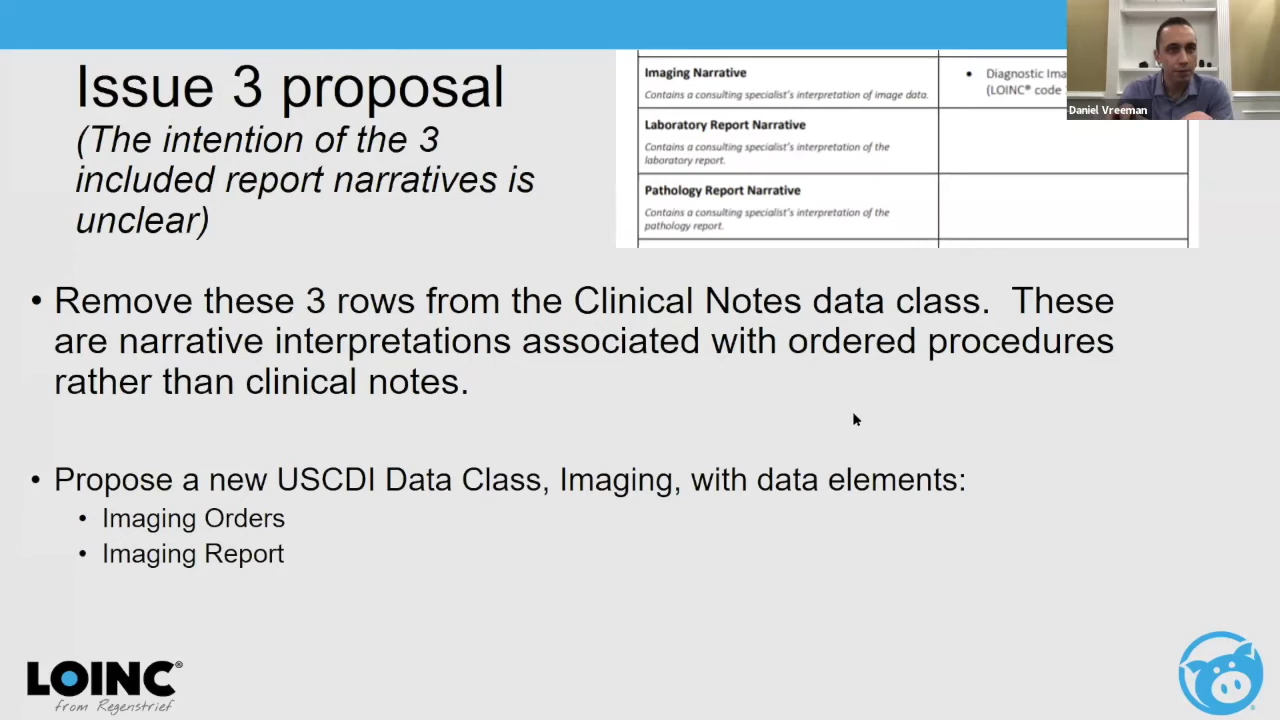 Issue 3 proposal
(The intention of the 3
included report narratives is
unclear)
Imaging Narrative
Contains a consulting specialist's interpretation of image data.
• Diagnostic Ima
(LOINC® code
Laboratory Report Narrative
Contains a consulting specialist's interpretation of the
laboratory report.
Pathology Report Narrative
Contains a consulting specialist's interpretation of the
pathology report.
Daniel Vreeman
• Remove these 3 rows from the Clinical Notes data class. These
are narrative interpretations associated with ordered procedures
rather than clinical notes.
• Propose a new USCDI Data Class, Imaging, with data elements:
• Imaging Orders
• Imaging Report
LOINC®
from Regenstrief